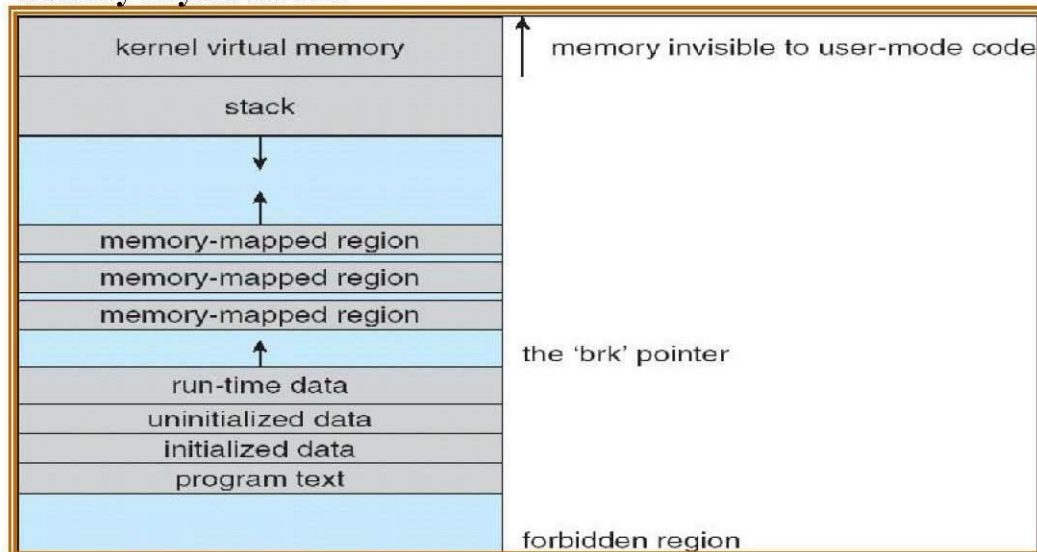 kernel virtual memory
memory invisible to user-mode code
stack
memory-mapped region
memory-mapped region
memory-mapped region
the 'brk' pointer
run-time data
uninitialized data
initialized data
program text
forbidden region